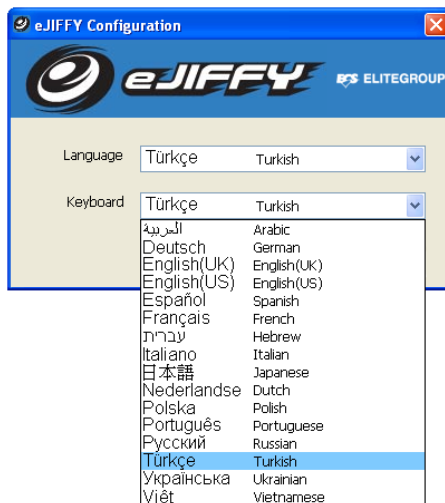 eJIFFY Configuration
eJIFFY ECS ELITEGROUP
Language Türkçe Turkish
Keyboard Türkçe Turkish
العربية Arabic
Deutsch German
English(UK) English(UK)
English(US) English(US)
Español Spanish
Français French
עברית Hebrew
Italiano Italian
日本語 Japanese
Nederlandse Dutch
Polska Polish
Português Portuguese
Русский Russian
Türkçe Turkish
Українська Ukrainian
Việt Vietnamese